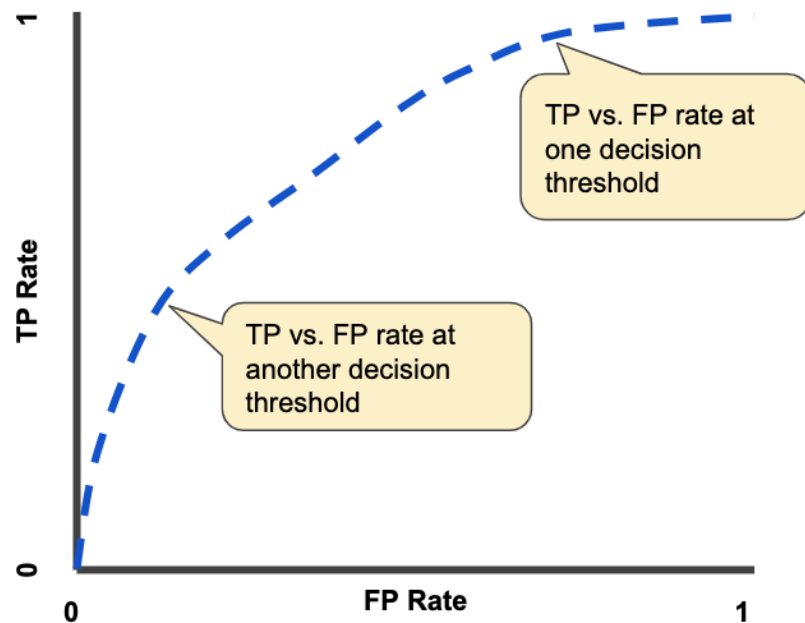 1
TP vs. FP rate at
one decision
threshold
TP Rate
TP vs. FP rate at
another decision
threshold
0
0
FP Rate
1